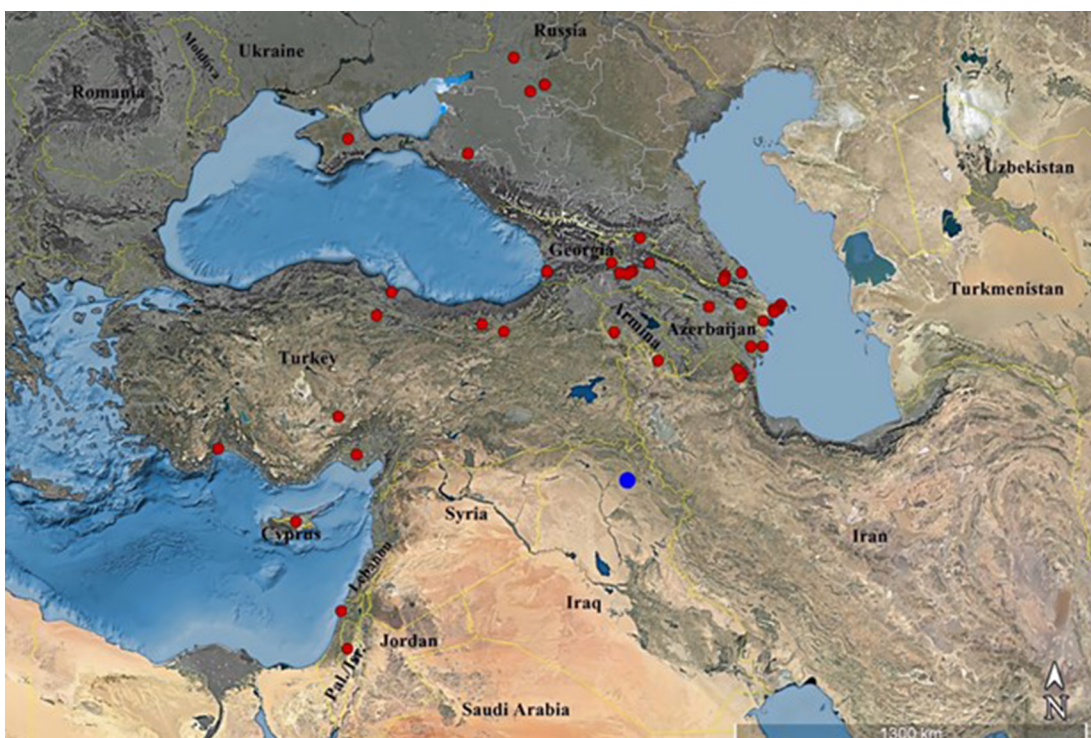 Russia
Ukraine
Moldova
Romania
Uzbekistan
Georgia
Turkmenistan
Armina
Azerbaijan
Turkey
Syria
Cyprus
Iran
Lebanon
Iraq
Jordan
Pal./Isr.
Saudi Arabia
N
1300 km